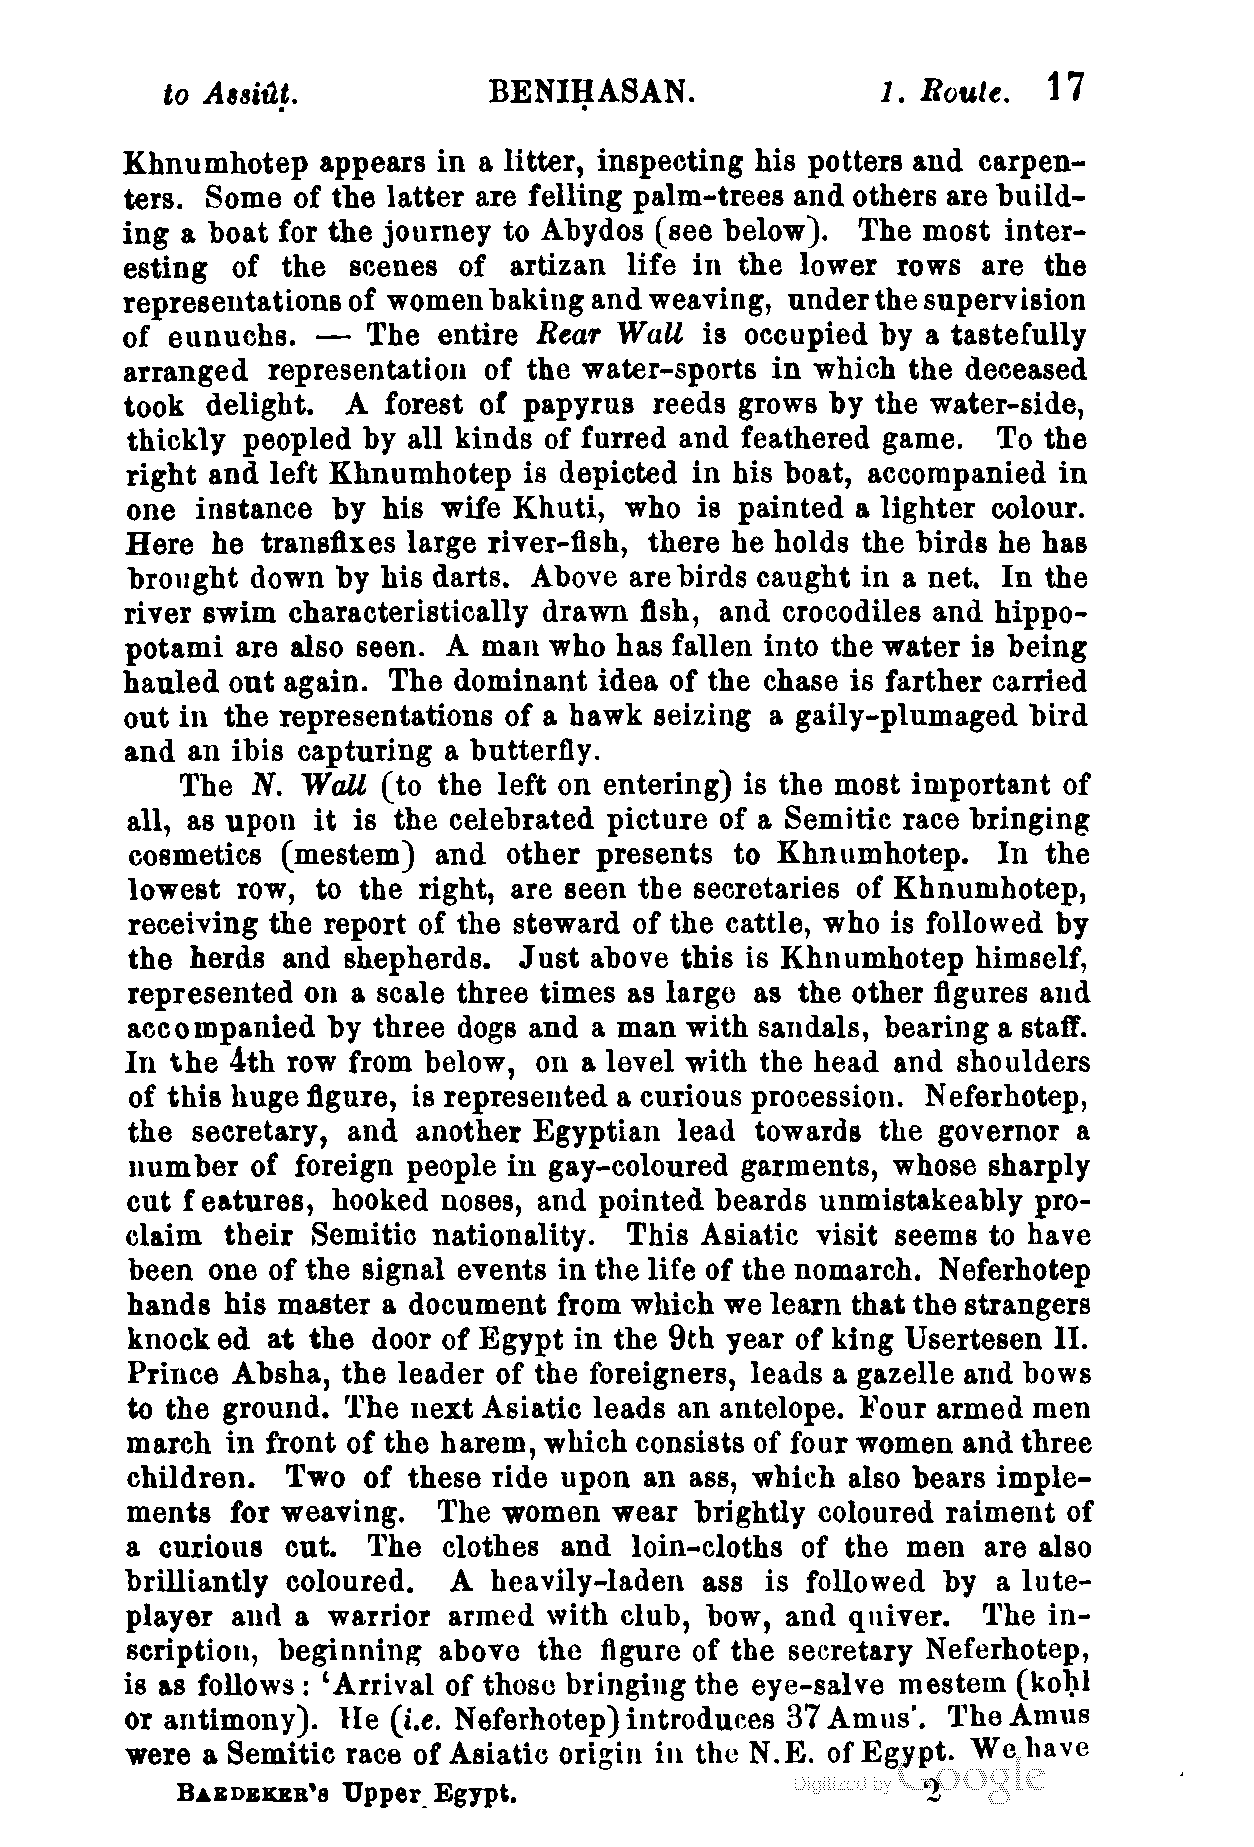 to Assiûṭ. BENIḤASAN. 1. Route. 17
Khnumhotep appears in a litter, inspecting his potters and carpen-
ters. Some of the latter are felling palm-trees and others are build-
ing a boat for the journey to Abydos (see below). The most inter-
esting of the scenes of artizan life in the lower rows are the
representations of women baking and weaving, under the supervision
of eunuchs. — The entire Rear Wall is occupied by a tastefully
arranged representation of the water-sports in which the deceased
took delight. A forest of papyrus reeds grows by the water-side,
thickly peopled by all kinds of furred and feathered game. To the
right and left Khnumhotep is depicted in his boat, accompanied in
one instance by his wife Khuti, who is painted a lighter colour.
Here he transfixes large river-fish, there he holds the birds he has
brought down by his darts. Above are birds caught in a net. In the
river swim characteristically drawn fish, and crocodiles and hippo-
potami are also seen. A man who has fallen into the water is being
hauled out again. The dominant idea of the chase is farther carried
out in the representations of a hawk seizing a gaily-plumaged bird
and an ibis capturing a butterfly.
The N. Wall (to the left on entering) is the most important of
all, as upon it is the celebrated picture of a Semitic race bringing
cosmetics (mestem) and other presents to Khnumhotep. In the
lowest row, to the right, are seen the secretaries of Khnumhotep,
receiving the report of the steward of the cattle, who is followed by
the herds and shepherds. Just above this is Khnumhotep himself,
represented on a scale three times as large as the other figures and
accompanied by three dogs and a man with sandals, bearing a staff.
In the 4th row from below, on a level with the head and shoulders
of this huge figure, is represented a curious procession. Neferhotep,
the secretary, and another Egyptian lead towards the governor a
number of foreign people in gay-coloured garments, whose sharply
cut features, hooked noses, and pointed beards unmistakeably pro-
claim their Semitic nationality. This Asiatic visit seems to have
been one of the signal events in the life of the nomarch. Neferhotep
hands his master a document from which we learn that the strangers
knocked at the door of Egypt in the 9th year of king Usertesen II.
Prince Absha, the leader of the foreigners, leads a gazelle and bows
to the ground. The next Asiatic leads an antelope. Four armed men
march in front of the harem, which consists of four women and three
children. Two of these ride upon an ass, which also bears imple-
ments for weaving. The women wear brightly coloured raiment of
a curious cut. The clothes and loin-cloths of the men are also
brilliantly coloured. A heavily-laden ass is followed by a lute-
player and a warrior armed with club, bow, and quiver. The in-
scription, beginning above the figure of the secretary Neferhotep,
is as follows: 'Arrival of those bringing the eye-salve mestem (koḥl
or antimony). He (i.e. Neferhotep) introduces 37 Amus'. The Amus
were a Semitic race of Asiatic origin in the N.E. of Egypt. We have
BAEDEKER's Upper Egypt. 2
Digitized by Google